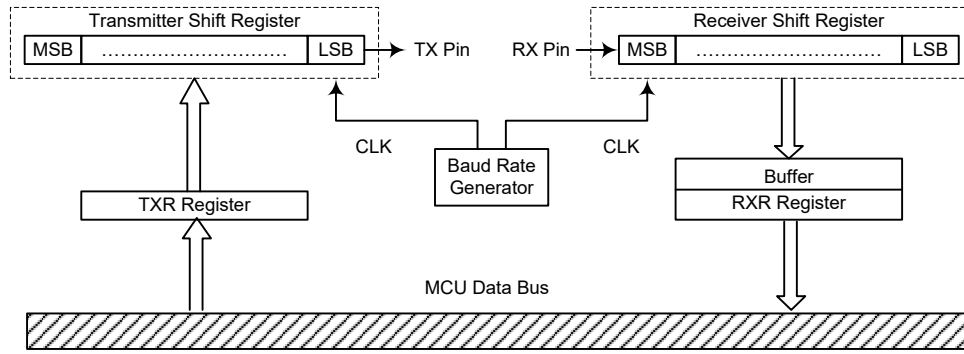 Transmitter Shift Register
MSB ………………………… LSB
TX Pin
RX Pin
Receiver Shift Register
MSB ………………………… LSB
CLK
CLK
Baud Rate
Generator
TXR Register
Buffer
RXR Register
MCU Data Bus